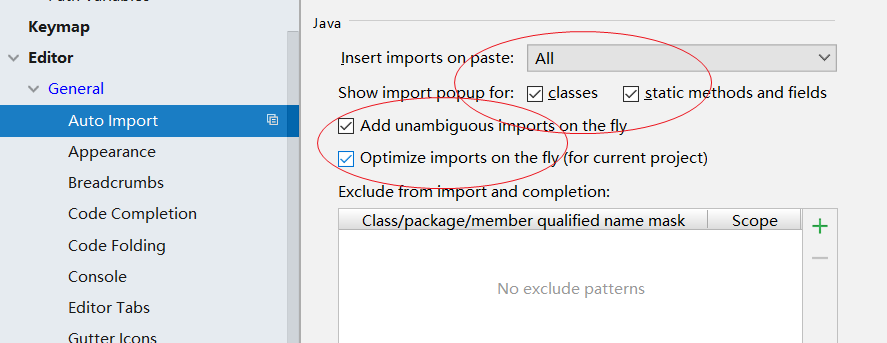 Path Variables
Keymap
Editor
General
Auto Import
Appearance
Breadcrumbs
Code Completion
Code Folding
Console
Editor Tabs
Gutter Icons
Java
Insert imports on paste: All
Show import popup for: classes static methods and fields
Add unambiguous imports on the fly
Optimize imports on the fly (for current project)
Exclude from import and completion:
Class/package/member qualified name mask Scope
No exclude patterns